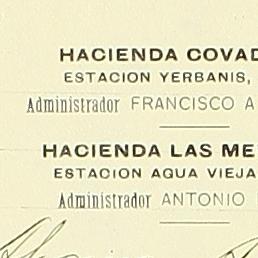 HACIENDA COVAD
ESTACION YERBANIS,
Administrador FRANCISCO A
HACIENDA LAS ME
ESTACION AGUA VIEJA
Administrador ANTONIO